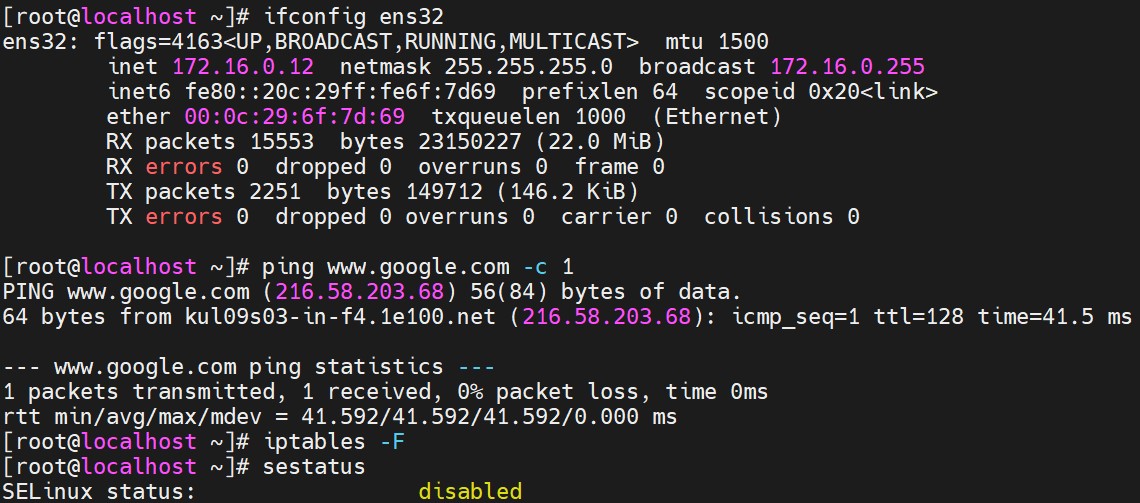 [root@localhost ~]# ifconfig ens32
ens32: flags=4163<UP,BROADCAST,RUNNING,MULTICAST>  mtu 1500
        inet 172.16.0.12  netmask 255.255.255.0  broadcast 172.16.0.255
        inet6 fe80::20c:29ff:fe6f:7d69  prefixlen 64  scopeid 0x20<link>
        ether 00:0c:29:6f:7d:69  txqueuelen 1000  (Ethernet)
        RX packets 15553  bytes 23150227 (22.0 MiB)
        RX errors 0  dropped 0  overruns 0  frame 0
        TX packets 2251  bytes 149712 (146.2 KiB)
        TX errors 0  dropped 0 overruns 0  carrier 0  collisions 0

[root@localhost ~]# ping www.google.com -c 1
PING www.google.com (216.58.203.68) 56(84) bytes of data.
64 bytes from kul09s03-in-f4.1e100.net (216.58.203.68): icmp_seq=1 ttl=128 time=41.5 ms

--- www.google.com ping statistics ---
1 packets transmitted, 1 received, 0% packet loss, time 0ms
rtt min/avg/max/mdev = 41.592/41.592/41.592/0.000 ms
[root@localhost ~]# iptables -F
[root@localhost ~]# sestatus
SELinux status:                 disabled